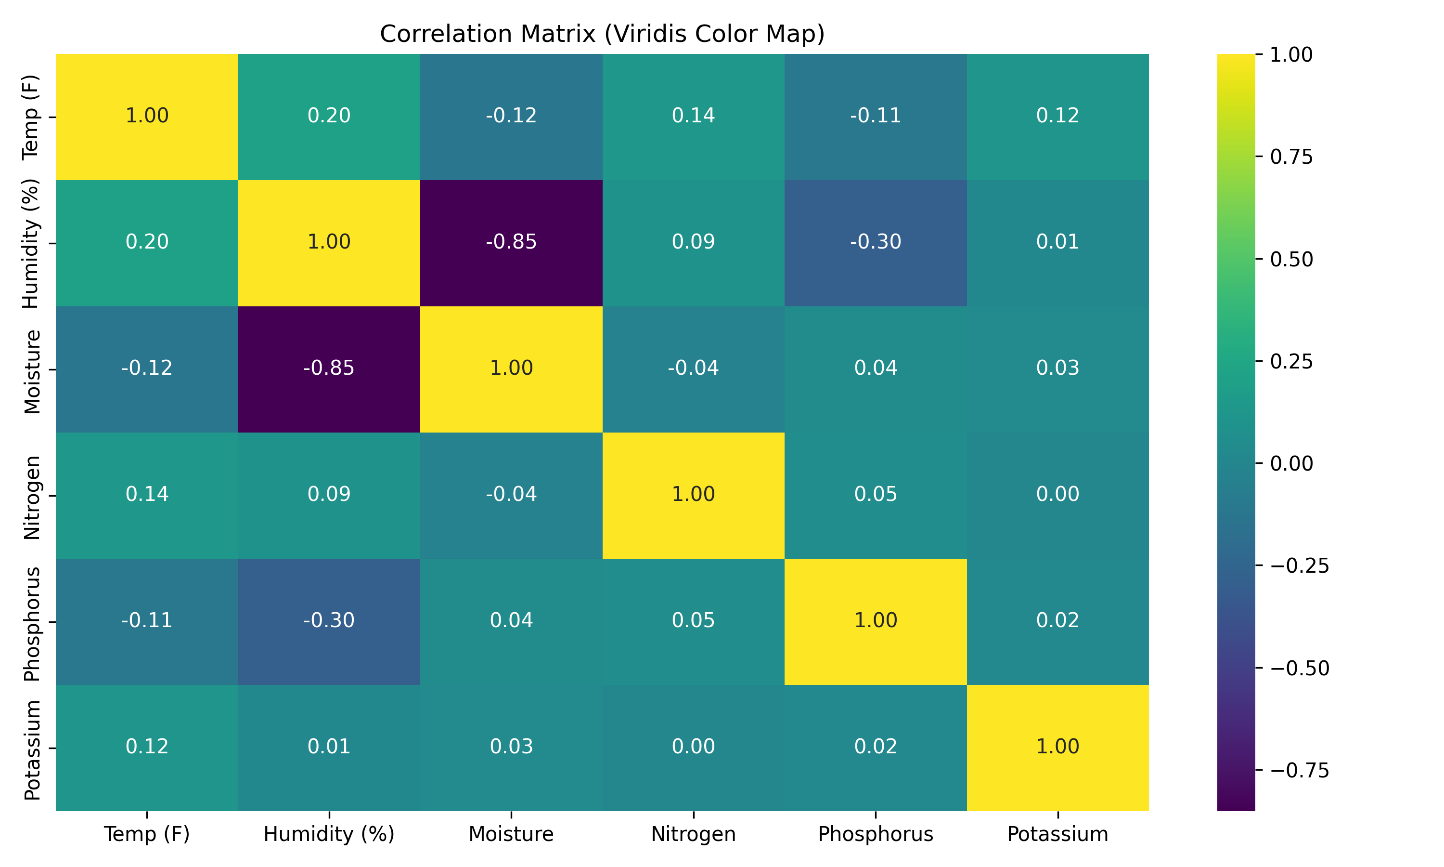 Correlation Matrix (Viridis Color Map)
Temp (F) 1.00 0.20 -0.12 0.14 -0.11 0.12
Humidity (%) 0.20 1.00 -0.85 0.09 -0.30 0.01
Moisture -0.12 -0.85 1.00 -0.04 0.04 0.03
Nitrogen 0.14 0.09 -0.04 1.00 0.05 0.00
Phosphorus -0.11 -0.30 0.04 0.05 1.00 0.02
Potassium 0.12 0.01 0.03 0.00 0.02 1.00
Temp (F) Humidity (%) Moisture Nitrogen Phosphorus Potassium
1.00
0.75
0.50
0.25
0.00
−0.25
−0.50
−0.75